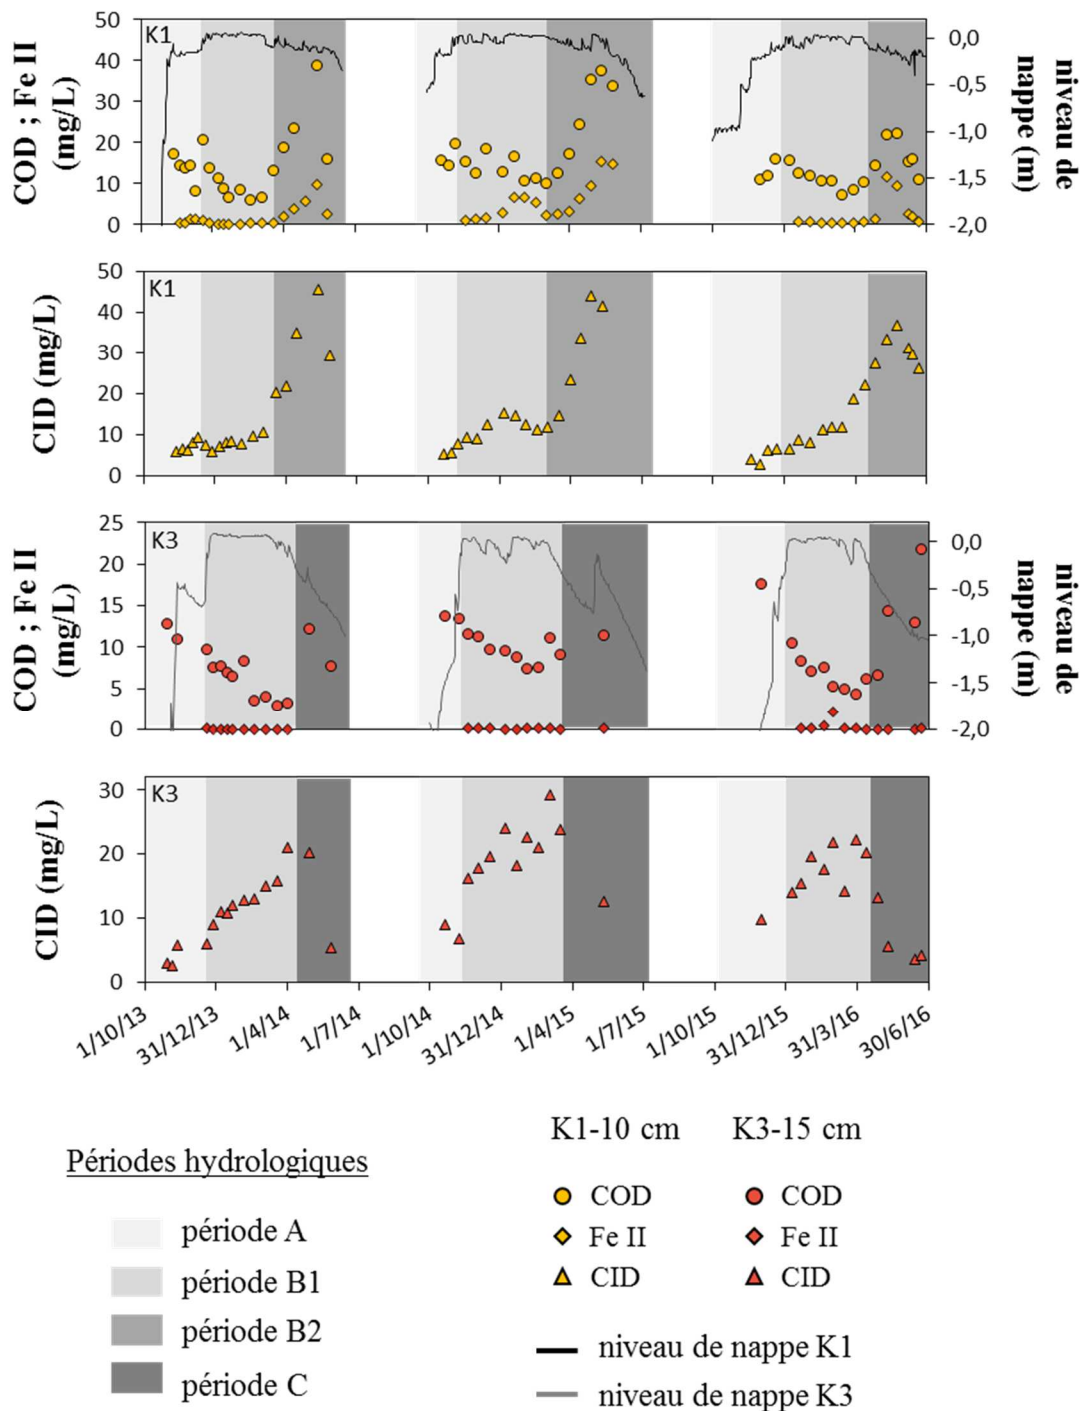 COD ; Fe II
(mg/L)
K1
50
40
30
20
10
0
0,0
-0,5
-1,0
-1,5
-2,0
niveau de
nappe (m)
CID (mg/L)
K1
50
40
30
20
10
0
COD ; Fe II
(mg/L)
K3
25
20
15
10
5
0
0,0
-0,5
-1,0
-1,5
-2,0
niveau de
nappe (m)
CID (mg/L)
K3
30
20
10
0
1/10/13
31/12/13
1/4/14
1/7/14
1/10/14
31/12/14
1/4/15
1/7/15
1/10/15
31/12/15
31/3/16
30/6/16
Périodes hydrologiques
période A
période B1
période B2
période C
K1-10 cm K3-15 cm
COD COD
Fe II Fe II
CID CID
niveau de nappe K1
niveau de nappe K3